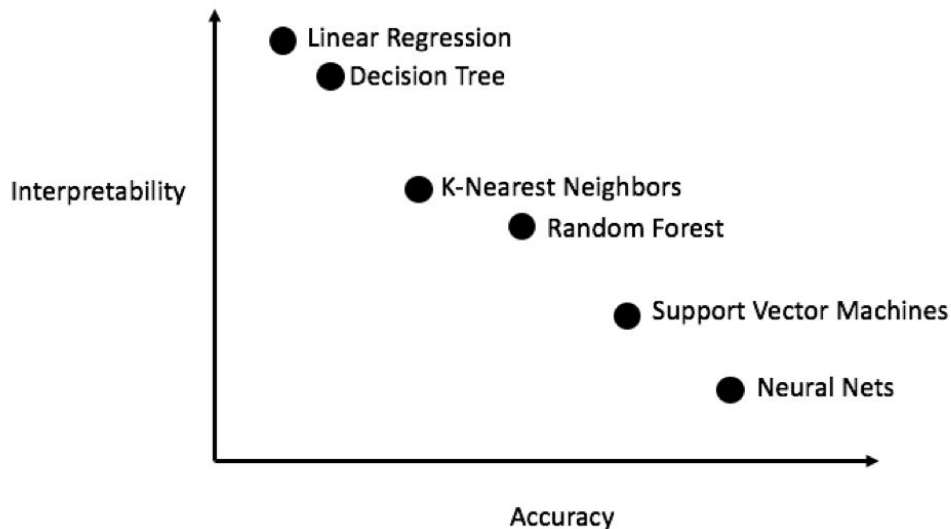 Linear Regression
Decision Tree
Interpretability
K-Nearest Neighbors
Random Forest
Support Vector Machines
Neural Nets
Accuracy